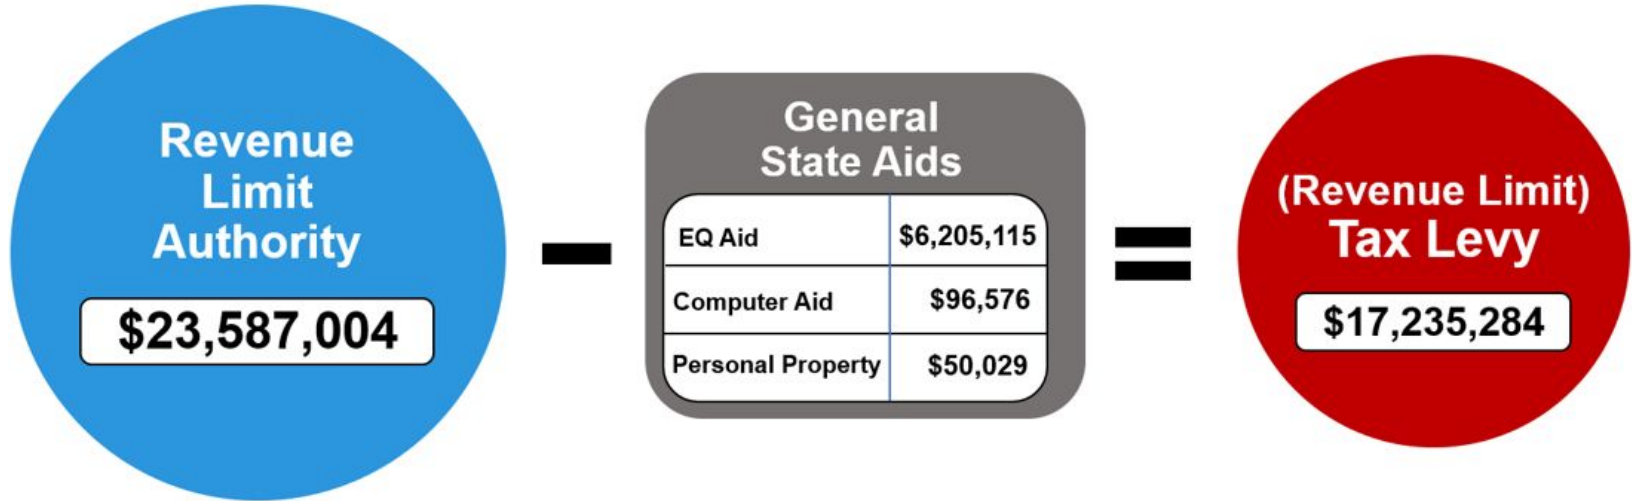 Revenue
Limit
Authority
$23,587,004
General
State Aids
EQ Aid $6,205,115
Computer Aid $96,576
Personal Property $50,029
(Revenue Limit)
Tax Levy
$17,235,284